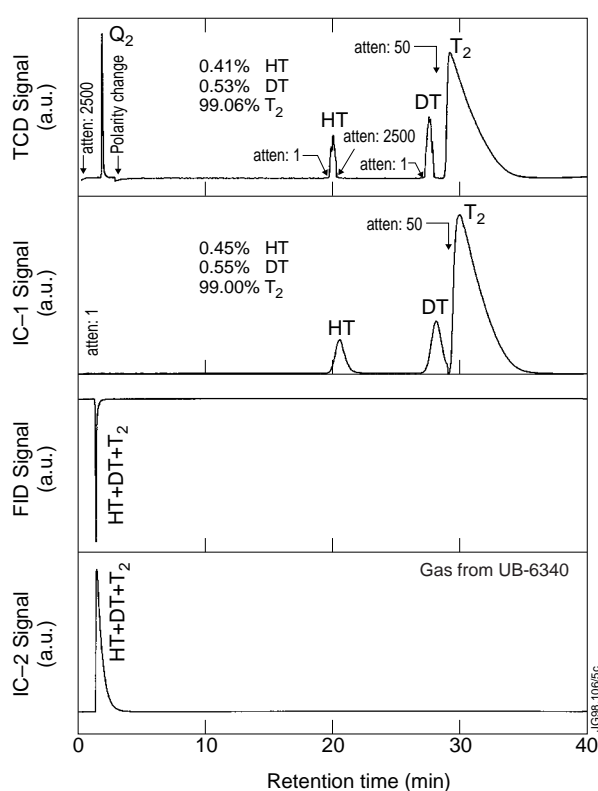 TCD Signal
(a.u.)
atten: 2500
Q2
Polarity change
0.41% HT
0.53% DT
99.06% T2
HT
atten: 1
atten: 2500
DT
atten: 1
atten: 50
T2
IC–1 Signal
(a.u.)
atten: 1
0.45% HT
0.55% DT
99.00% T2
HT
DT
atten: 50
T2
FID Signal
(a.u.)
HT+DT+T2
IC–2 Signal
(a.u.)
HT+DT+T2
Gas from UB-6340
JG98.106/5c
0 10 20 30 40
Retention time (min)